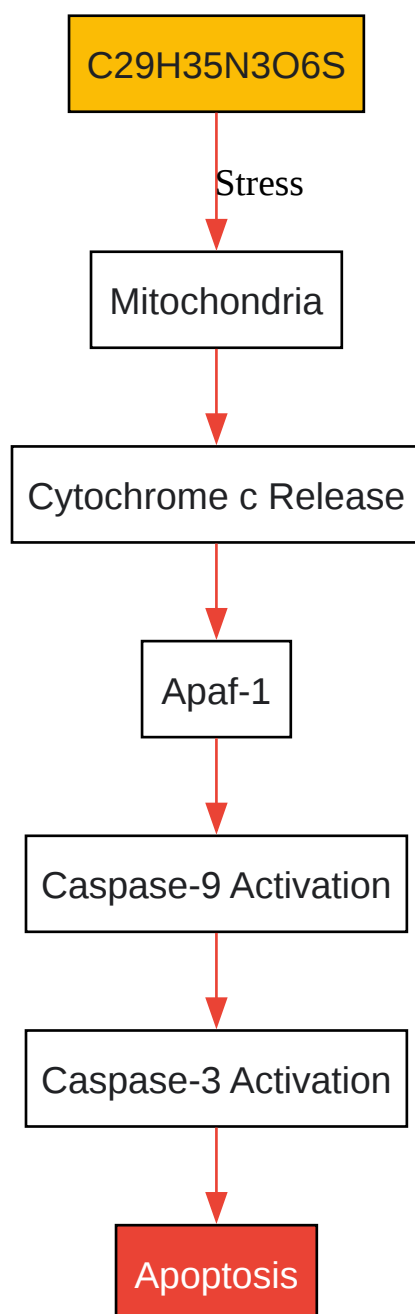 C29H35N3O6S
Stress
Mitochondria
Cytochrome c Release
Apaf-1
Caspase-9 Activation
Caspase-3 Activation
Apoptosis